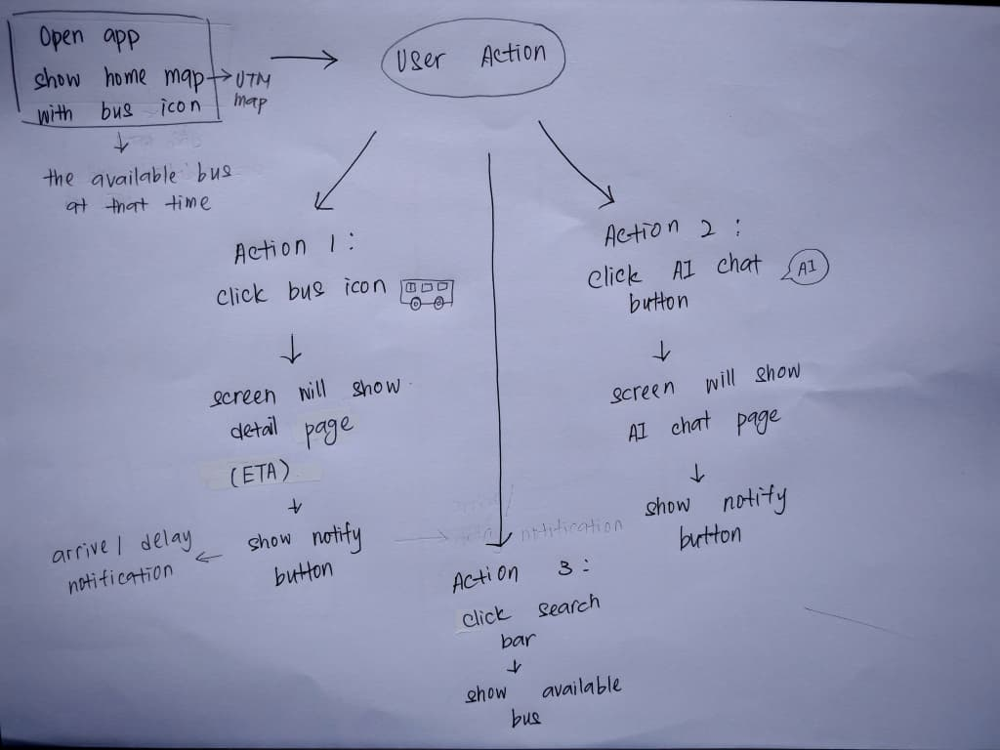 Open app
show home map
with bus icon
UTM
map
the available bus
at that time
User Action
Action 1 :
click bus icon
screen will show
detail page
(ETA)
show notify
button
arrive / delay
notification
Action 2 :
click AI chat
button
AI
screen will show
AI chat page
show notify
button
notification
Action 3 :
click search
bar
show available
bus